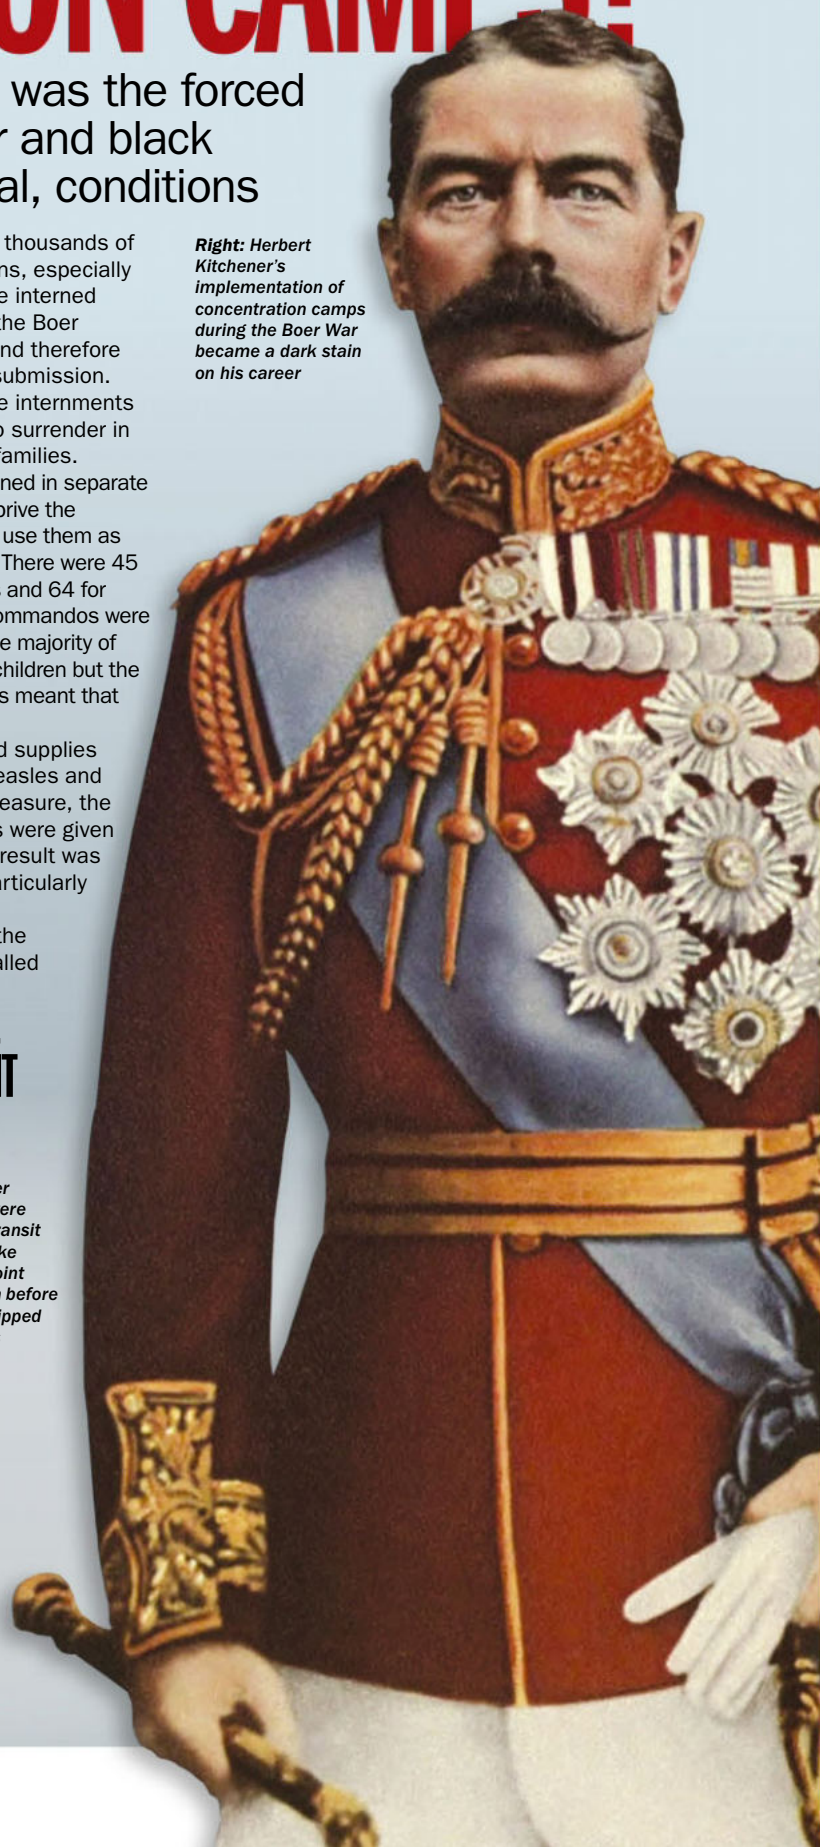 ON CAMPS?
was the forced
r and black
al, conditions
thousands of
ns, especially
e interned
the Boer
nd therefore
submission.
e internments
o surrender in
families.
ned in separate
prive the
use them as
There were 45
s and 64 for
ommandos were
e majority of
children but the
s meant that
d supplies
easles and
easure, the
s were given
result was
articularly
the
alled
Right: Herbert
Kitchener's
implementation of
concentration camps
during the Boer War
became a dark stain
on his career
IT
er
ere
ansit
ke
oint
before
ipped